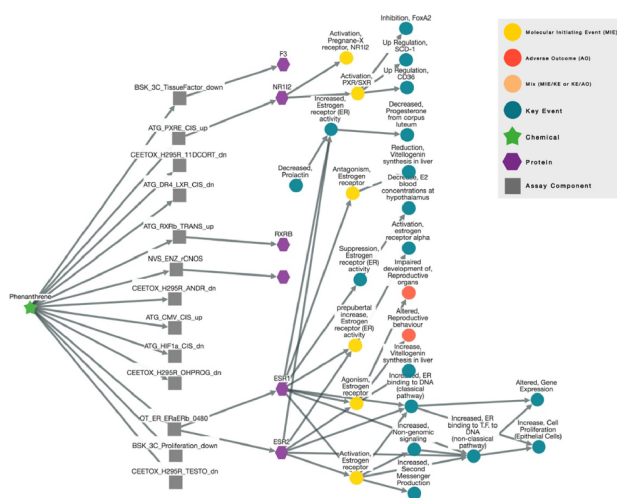 Inhibition, FoxA2
Up Regulation,
SCD-1
Up Regulation,
CD36
Activation,
Pregnane-X
receptor, NR1I2
F3
BSK_3C_TissueFactor_down
NR1I2
Activation,
PXR/SXR
Increased,
Estrogen
receptor (ER)
activity
Decreased,
Progesterone
from corpus
luteum
ATG_PXRE_CIS_up
CEETOX_H295R_11DCORT_dn
Decreased,
Prolactin
Reduction,
Vitellogenin
synthesin in liver
Antagonism,
Estrogen
receptor
Decrease, E2
blood
concentrations at
hypothalamus
ATG_DR4_LXR_CIS_dn
ATG_RXRb_TRANS_up
RXRB
Activation,
estrogen
receptor alpha
Suppression,
Estrogen
receptor (ER)
activity
NVS_ENZ_rCNOS
Impaired
development of,
Reproductive
organs
CEETOX_H295R_ANDR_dn
Phenanthrene
prepubertal
increase,
Estrogen
receptor (ER)
activity
Altered,
Reproductive
behaviour
ATG_CMV_CIS_up
ATG_HIF1a_CIS_dn
Increase,
Vitellogenin
synthesis in liver
CEETOX_H295R_OHPROG_dn
ESR1
Agonism,
Estrogen
receptor
Increased, ER
binding to DNA
(classical
pathway)
Altered, Gene
Expression
OT_ER_ERaERb_0480
Increased,
Non-genomic
signaling
Increased, ER
binding to T.F. to
DNA
(non-classical
pathway)
Increase, Cell
Proliferation
(Epithelial Cells)
BSK_3C_Proliferation_down
ESR2
Activation,
Estrogen
receptor
Increased,
Second
Messenger
Production
CEETOX_H295R_TESTO_dn
Molecular Initiating Event (MIE)
Adverse Outcome (AO)
Mix (MIE/KE or KE/AO)
Key Event
Chemical
Protein
Assay Component